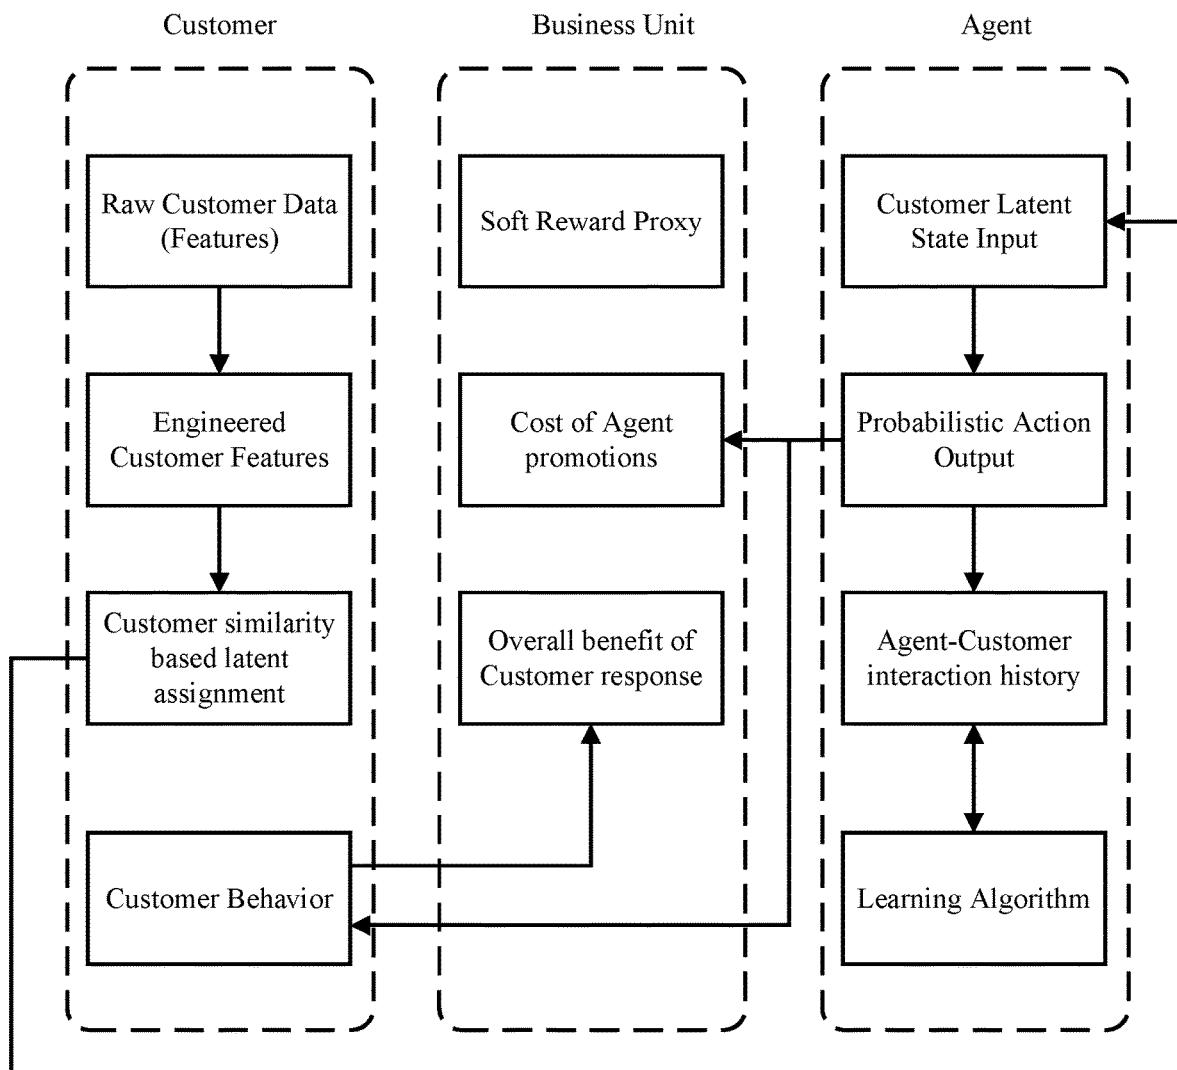 Customer
Business Unit
Agent
Raw Customer Data
(Features)
Engineered
Customer Features
Customer similarity
based latent
assignment
Customer Behavior
Soft Reward Proxy
Cost of Agent
promotions
Overall benefit of
Customer response
Customer Latent
State Input
Probabilistic Action
Output
Agent-Customer
interaction history
Learning Algorithm